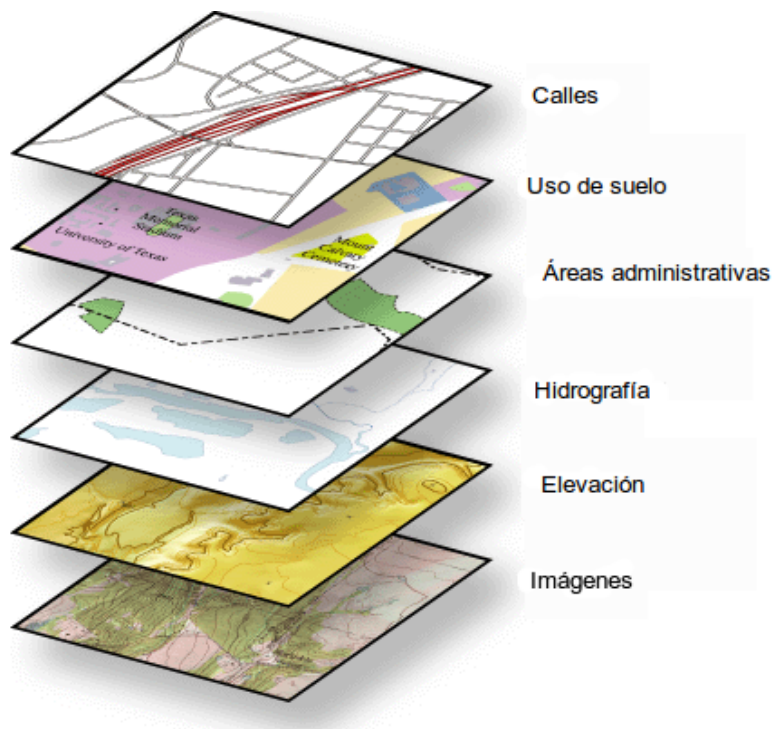 Calles
Uso de suelo
Texas
Memorial
Stadium
University of Texas
Mount
Calvary
Cemetery
Áreas administrativas
Hidrografía
Elevación
Imágenes